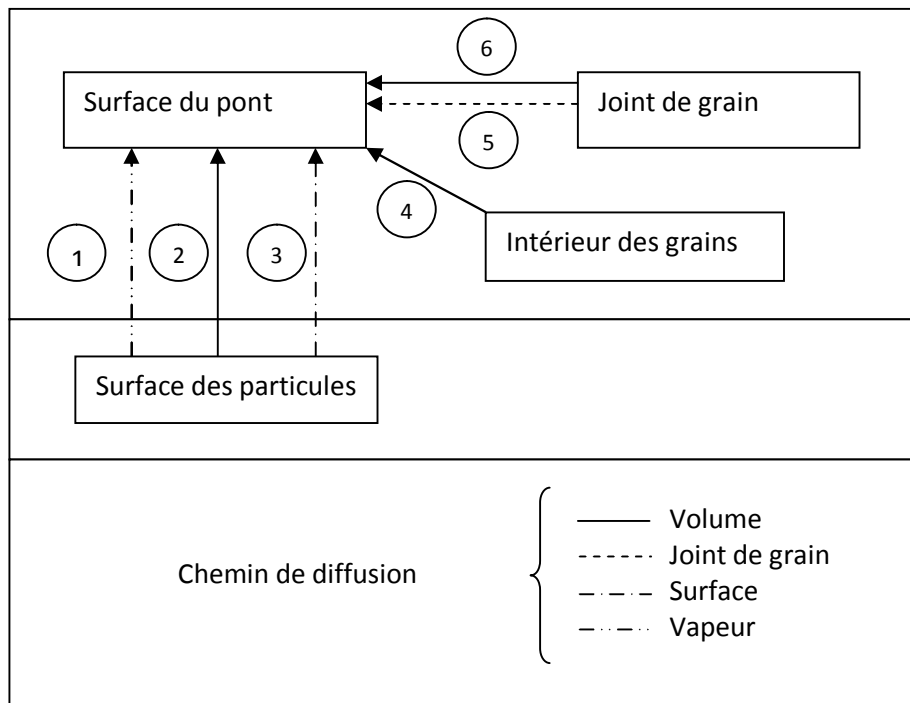 6
Surface du pont
Joint de grain
5
4
Intérieur des grains
1
2
3
Surface des particules
Chemin de diffusion
Volume
Joint de grain
Surface
Vapeur